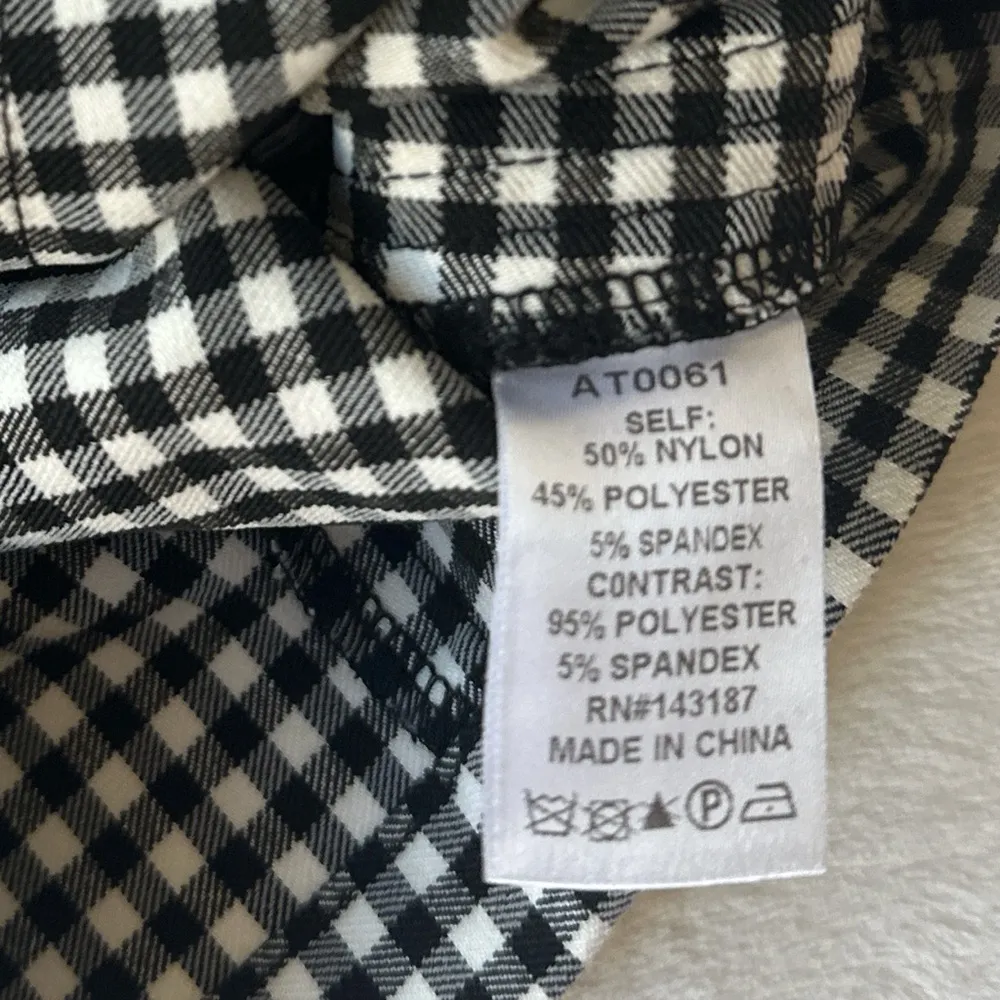 AT0061
SELF:
50% NYLON
45% POLYESTER
5% SPANDEX
CONTRAST:
95% POLYESTER
5% SPANDEX
RN#143187
MADE IN CHINA
P